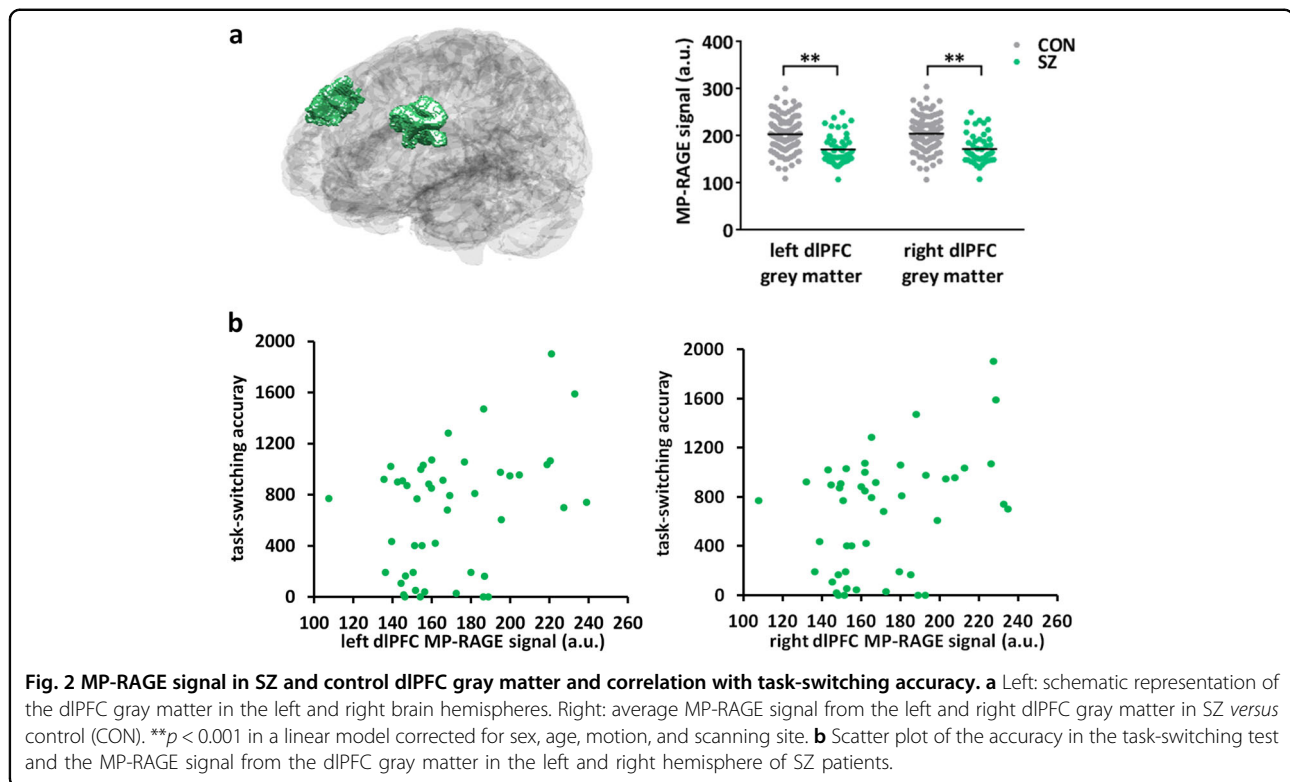 a
400
300
200
100
0
MP-RAGE signal (a.u.)
** **
CON
SZ
left dlPFC
grey matter
right dlPFC
grey matter
b
2000
1600
1200
800
400
0
task-switching accuray
100 120 140 160 180 200 220 240 260
left dlPFC MP-RAGE signal (a.u.)
2000
1600
1200
800
400
0
task-switching accuray
100 120 140 160 180 200 220 240 260
right dlPFC MP-RAGE signal (a.u.)
Fig. 2 MP-RAGE signal in SZ and control dlPFC gray matter and correlation with task-switching accuracy. a Left: schematic representation of
the dlPFC gray matter in the left and right brain hemispheres. Right: average MP-RAGE signal from the left and right dlPFC gray matter in SZ versus
control (CON). **p < 0.001 in a linear model corrected for sex, age, motion, and scanning site. b Scatter plot of the accuracy in the task-switching test
and the MP-RAGE signal from the dlPFC gray matter in the left and right hemisphere of SZ patients.